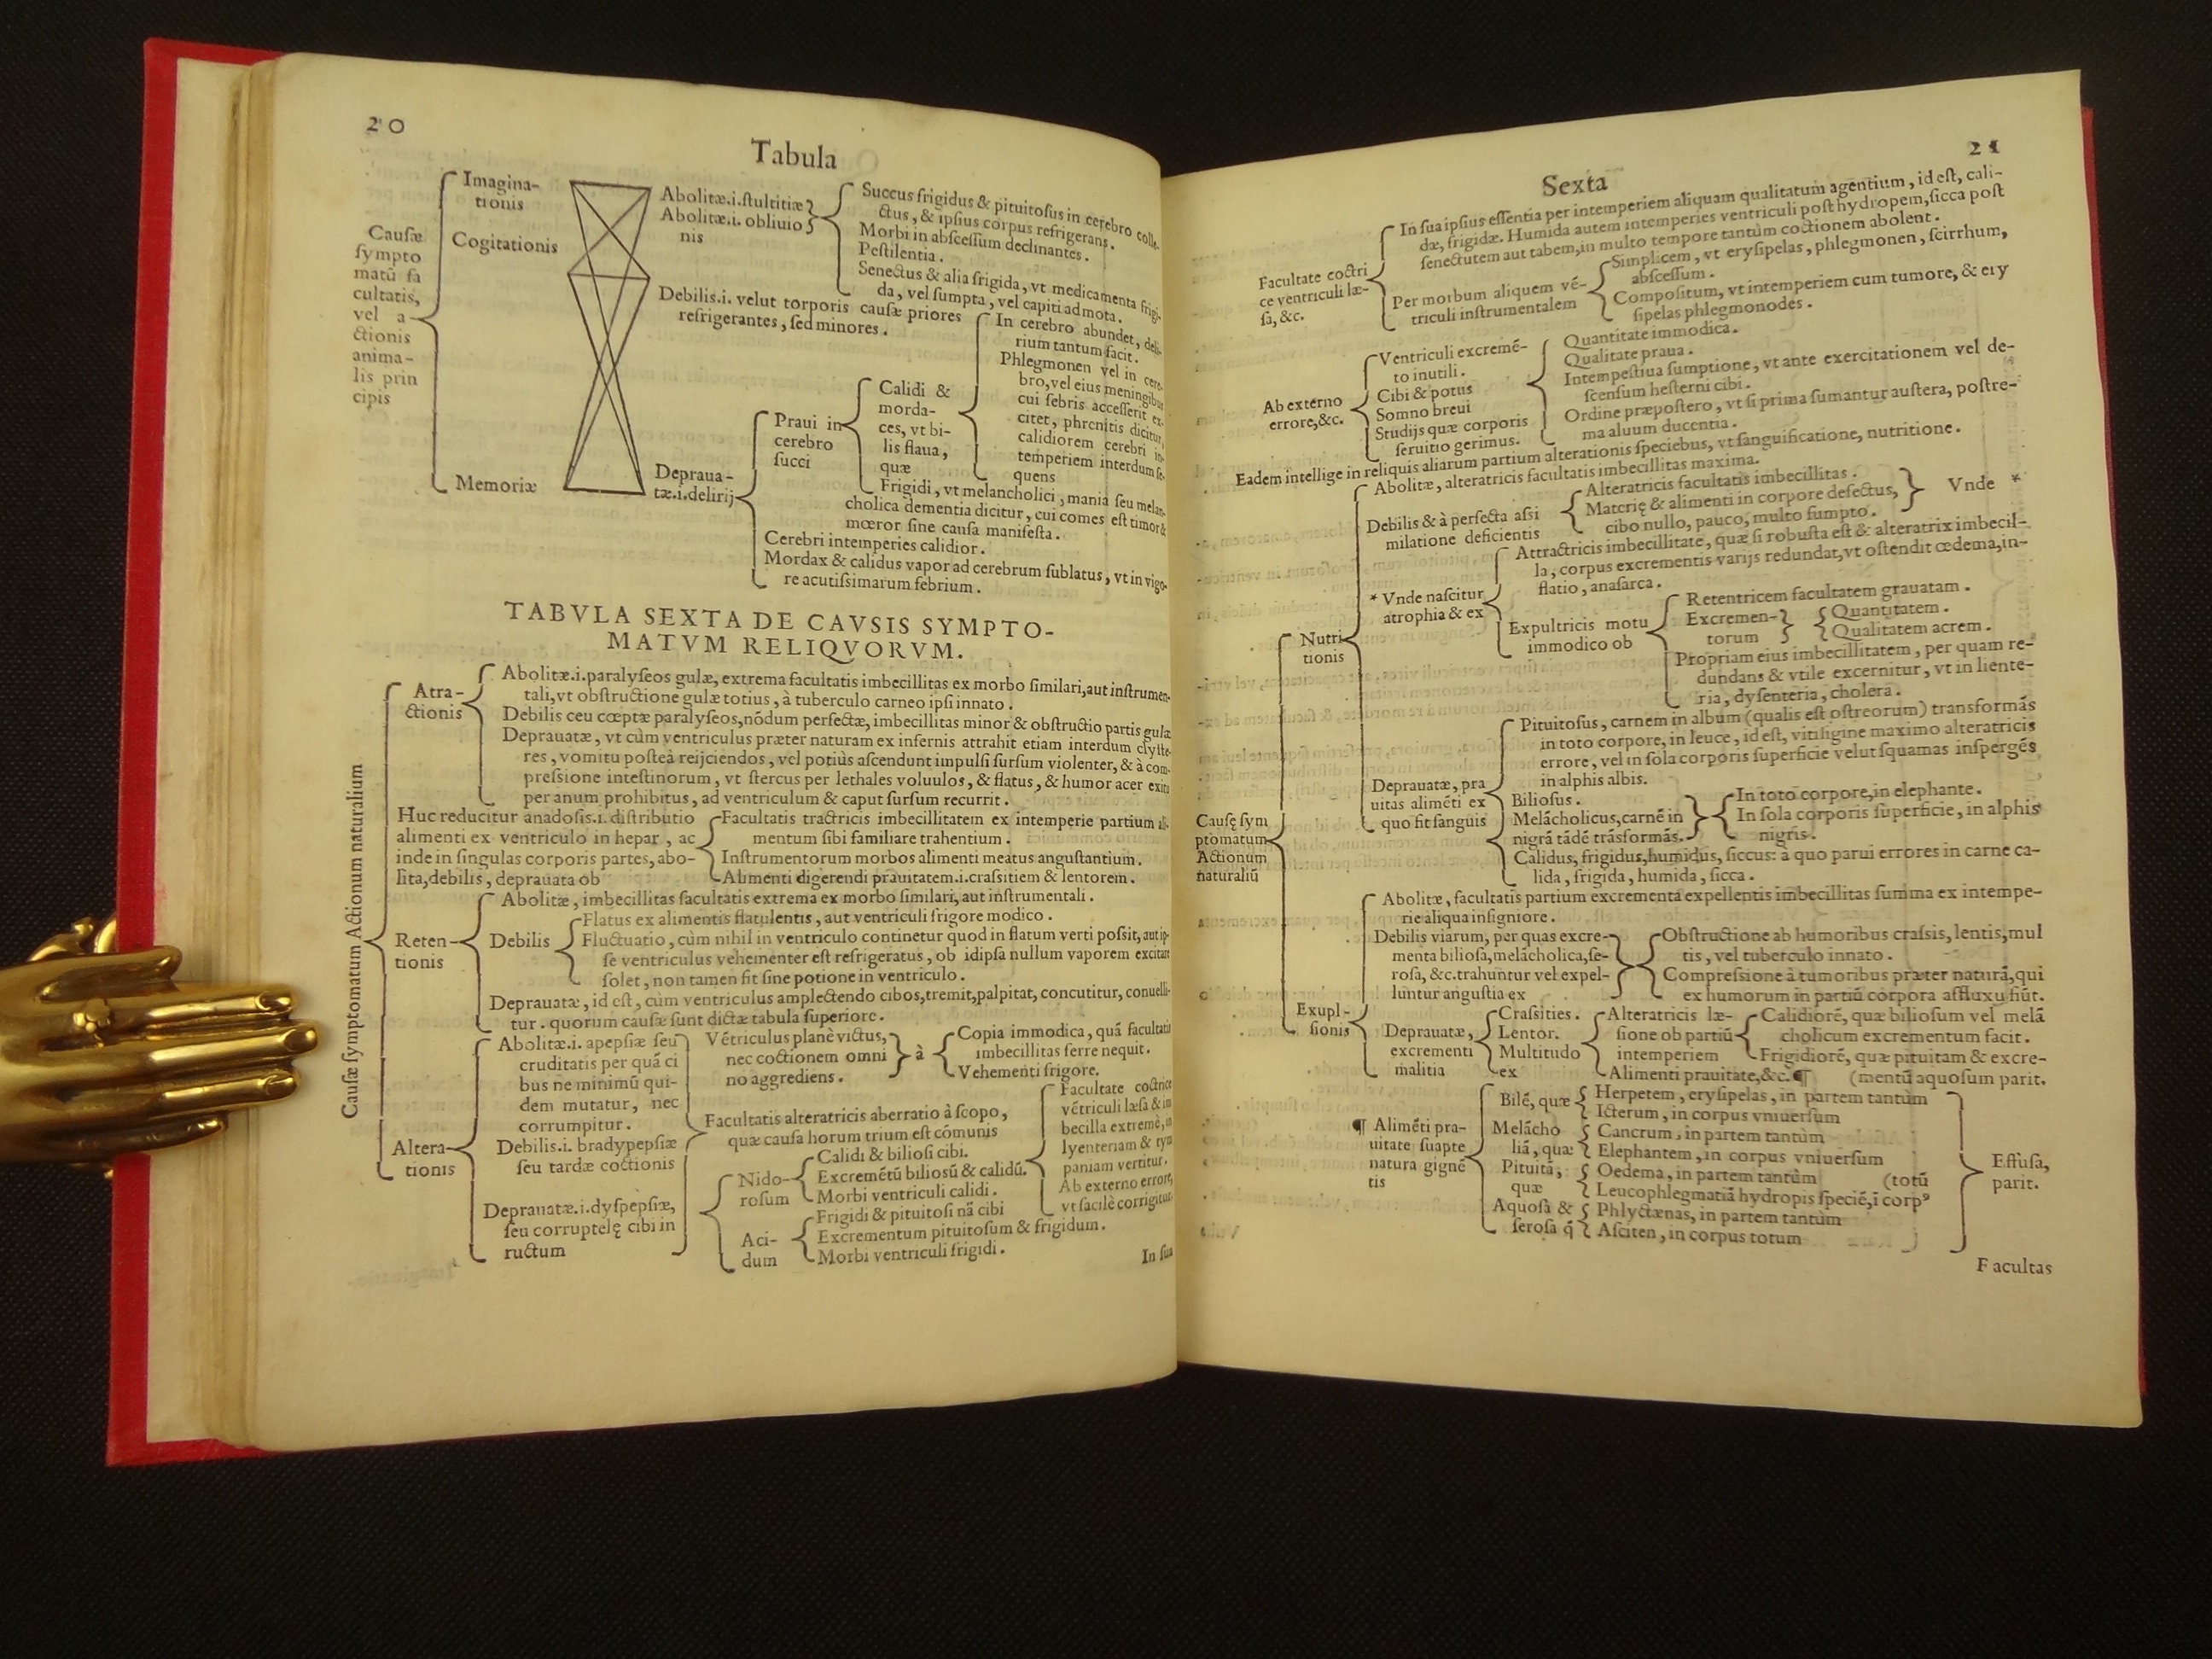 20
Tabula
Causæ
sympto
matũ fa
cultatis,
vel a-
ctionis
anima-
lis prin
cipis
Imagina-
tionis
Cogitationis
Memoriæ
Abolitæ.i.stultitiæ
Abolitæ.i. obliuio
nis
Succus frigidus & pituitosus in cerebro colle-
ctus, & ipsius corpus refrigerans.
Morbi in abscessum declinantes.
Pestilentia.
Senectus & alia frigida, vt medicamenta frigi-
da, vel sumpta, vel capiti admota.
Debilis.i. velut torporis causæ priores
refrigerantes, sed minores.
Depraua-
tæ.i.delirij
Praui in
cerebro
succi
Calidi &
morda-
ces, vt bi-
lis flaua,
quæ
In cerebro abundet, deli-
rium tantum facit.
Phlegmonen vel in cere-
bro, vel eius meningibus
cui febris accesserit ex-
citet, phrenitis dicitur,
calidiorem cerebri in-
temperiem interdum se-
quens
Frigidi, vt melancholici, mania seu melan-
cholica dementia dicitur, cui comes est timor &
mœror sine causa manifesta.
Cerebri intemperies calidior.
Mordax & calidus vapor ad cerebrum sublatus, vt in vigo-
re acutissimarum febrium.
TABVLA SEXTA DE CAVSIS SYMPTO-
MATVM RELIQVORVM.
Causæ symptomatum Actionum naturalium
Atra-
ctionis
Abolitæ.i.paralyseos gulæ, extrema facultatis imbecillitas ex morbo similari,aut instrumen-
tali,vt obstructione gulæ totius, à tuberculo carneo ipsi innato.
Debilis ceu cœptæ paralyseos,nõdum perfectæ, imbecillitas minor & obstructio partis gulæ
Deprauatæ, vt cùm ventriculus præter naturam ex infernis attrahit etiam interdum clyste-
res, vomitu posteà reijciendos, vel potiùs ascendunt impulsi sursum violenter, & à com-
pressione intestinorum, vt stercus per lethales voluulos, & flatus, & humor acer exitu
per anum prohibitus, ad ventriculum & caput sursum recurrit.
Huc reducitur anadosis.i. distributio
alimenti ex ventriculo in hepar, ac
inde in singulas corporis partes, abo-
lita,debilis, deprauata ob
Facultatis tractricis imbecillitatem ex intemperie partium ali-
mentum sibi familiare trahentium.
Instrumentorum morbos alimenti meatus angustantium.
Alimenti digerendi prauitatem.i.crassitiem & lentorem.
Reten-
tionis
Abolitæ, imbecillitas facultatis extrema ex morbo similari, aut instrumentali.
Debilis
Flatus ex alimentis flatulentis, aut ventriculi frigore modico.
Fluctuatio, cùm nihil in ventriculo continetur quod in flatum verti possit, aut ip-
se ventriculus vehementer est refrigeratus, ob idipsa nullum vaporem excitare
solet, non tamen fit sine potione in ventriculo.
Deprauatæ, id est, cùm ventriculus amplectendo cibos,tremit,palpitat, concutitur, conuelli-
tur. quorum causæ sunt dictæ tabula superiore.
Altera-
tionis
Abolitæ.i. apepsiæ seu
cruditatis per quã ci
bus ne minimũ qui-
dem mutatur, nec
corrumpitur.
Debilis.i. bradypepsiæ
seu tardæ coctionis
Deprauatæ.i.dyspepsiæ,
seu corruptelę cibi in
ructum
Vẽtriculus planè victus,
nec coctionem omni
no aggrediens.
à
Copia immodica, quã facultatis
imbecillitas ferre nequit.
Vehementi frigore.
Facultatis alteratricis aberratio à scopo,
quæ causa horum trium est cõmunis
Nido-
rosum
Calidi & biliosi cibi.
Excremẽtũ biliosũ & calidũ.
Morbi ventriculi calidi.
Aci-
dum
Frigidi & pituitosi nã cibi
Excrementum pituitosum & frigidum.
Morbi ventriculi frigidi.
Facultate coctrice
vẽtriculi læsa & im
becilla extremè, in
lyenteriam & tym
paniam vertitur.
Ab externo errore,
vt facilè corrigitur.
In sua
21
Sexta
Facultate coctri
ce ventriculi læ-
sa, &c.
In sua ipsius essentia per intemperiem aliquam qualitatum agentium, id est, cali-
dæ, frigidæ. Humida autem intemperies ventriculi post hydropem, sicca post
senectutem aut tabem, in multo tempore tantùm coctionem abolent.
Per morbum aliquem vẽ-
triculi instrumentalem
Simplicem, vt erysipelas, phlegmonen, scirrhum,
abscessum.
Compositum, vt intemperiem cum tumore, & ery
sipelas phlegmonodes.
Ab externo
errore,&c.
Ventriculi excremẽ-
to inutili.
Cibi & potus
Somno breui
Studijs quæ corporis
seruitio gerimus.
Quantitate immodica.
Qualitate praua.
Intempestiua sumptione, vt ante exercitationem vel de-
scensum hesterni cibi.
Ordine præpostero, vt si prima sumantur austera, postre-
ma aluum ducentia.
Eadem intellige in reliquis aliarum partium alterationis speciebus, vt sanguificatione, nutritione.
Causę sym
ptomatum
Actionum
naturaliũ
Nutri
tionis
Abolitæ, alteratricis facultatis imbecillitas maxima.
Debilis & à perfecta assi
milatione deficientis
Alteratricis facultatis imbecillitas.
Materię & alimenti in corpore defectus,
cibo nullo, pauco, multo sumpto.
Vnde *
* Vnde nascitur
atrophia & ex
Attractricis imbecillitate, quæ si robusta est & alteratrix imbecil-
la, corpus excrementis varijs redundat,vt ostendit œdema,in-
flatio, anasarca.
Expultricis motu
immodico ob
Retentricem facultatem grauatam.
Excremen-
torum
Quantitatem.
Qualitatem acrem.
Propriam eius imbecillitatem, per quam re-
dundans & vtile excernitur, vt in liente-
ria, dysenteria, cholera.
Deprauatæ, pra
uitas alimẽti ex
quo fit sanguis
Pituitosus, carnem in album (qualis est ostreorum) transformãs
in toto corpore, in leuce, id est, vitiligine maximo alteratricis
errore, vel in sola corporis superficie velut squamas inspergẽs
in alphis albis.
Biliosus.
Melãcholicus,carnẽ in
nigrã tãdẽ trãsformãs.
In toto corpore,in elephante.
In sola corporis superficie, in alphis
nigris.
Calidus, frigidus,humidus, siccus: à quo parui errores in carne ca-
lida, frigida, humida, sicca.
Expul-
sionis
Abolitæ, facultatis partium excrementa expellentis imbecillitas summa ex intempe-
rie aliqua insigniore.
Debilis viarum, per quas excre-
menta biliosa,melãcholica,se-
rosa, &c.trahuntur vel expel-
luntur angustia ex
Obstructione ab humoribus crassis, lentis,mul
tis, vel tuberculo innato.
Compressione à tumoribus præter naturã,qui
ex humorum in partiũ corpora affluxu fiũt.
Deprauatæ,
excrementi
malitia
Crassities.
Lentor.
Multitudo
ex
Alteratricis læ-
sione ob partiũ
intemperiem
Calidiorẽ, quæ biliosum vel melã
cholicum excrementum facit.
Frigidiorẽ, quæ pituitam & excre-
Alimenti prauitate,&c.¶ (mentũ aquosum parit.
¶ Alimẽti pra-
uitate suapte
natura gignẽ
tis
Bilẽ, quæ
Herpetem, erysipelas, in partem tantùm
Icterum, in corpus vniuersum
Melãcho
liã, quæ
Cancrum, in partem tantùm
Elephantem, in corpus vniuersum
Pituitã,
quæ
Oedema, in partem tantùm (totũ
Leucophlegmatiã hydropis speciẽ,ĩ corpꝰ
Aquosã &
serosã q̃
Phlyctænas, in partem tantùm
Asciten, in corpus totum
Effusa,
parit.
Facultas